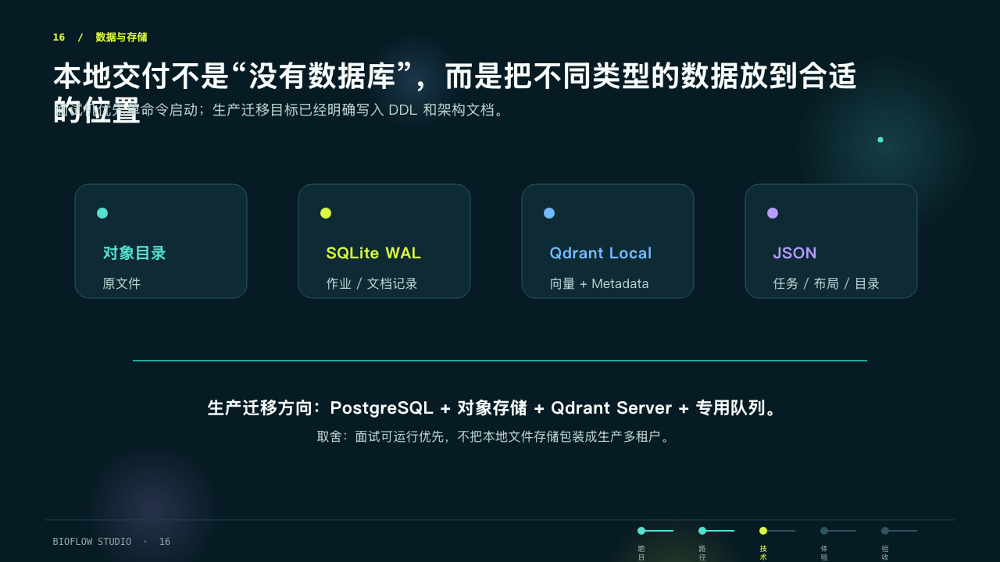 16 / 数据与存储
本地交付不是“没有数据库”，而是把不同类型的数据放到合适
的位置
面试机优先单命令启动；生产迁移目标已经明确写入 DDL 和架构文档。
对象目录
原文件
SQLite WAL
作业 / 文档记录
Qdrant Local
向量 + Metadata
JSON
任务 / 布局 / 目录
生产迁移方向：PostgreSQL + 对象存储 + Qdrant Server + 专用队列。
取舍：面试可运行优先，不把本地文件存储包装成生产多租户。
BIOFLOW STUDIO · 16
题目
路径
技术
体验
验收